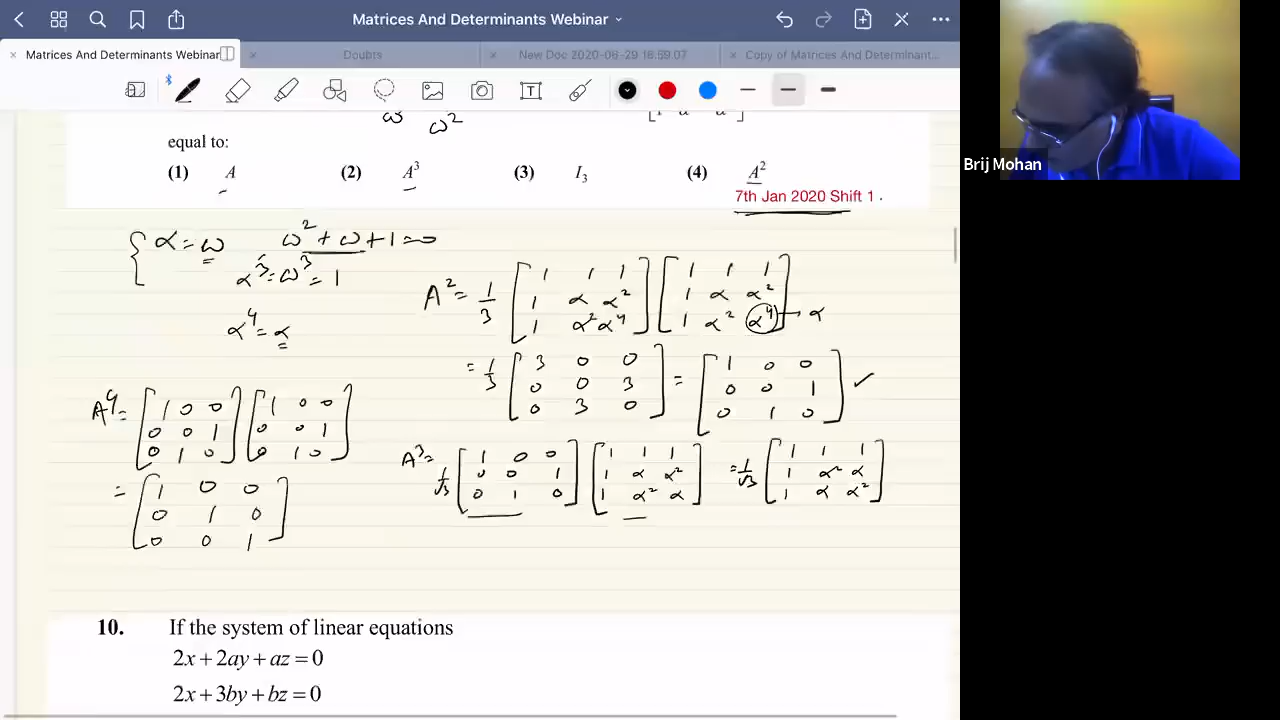 Matrices And Determinants Webinar
Matrices And Determinants Webinar
Doubts
New Doc 2020-06-29 16.59.07
Copy of Matrices And Determinant...
T
ω ω²
equal to:
(1) A (2) A³ (3) I₃ (4) A²
7th Jan 2020 Shift 1 .
α = ω ω² + ω + 1 = 0
α³ = ω³ = 1
α⁴ = α
A² = 1/3 [1 1 1; 1 α α²; 1 α² α⁴] [1 1 1; 1 α α²; 1 α² α⁴] → α
= 1/3 [3 0 0; 0 0 3; 0 3 0] = [1 0 0; 0 0 1; 0 1 0] ✓
A⁴ = [1 0 0; 0 0 1; 0 1 0] [1 0 0; 0 0 1; 0 1 0]
= [1 0 0; 0 1 0; 0 0 1]
A³ = 1/√3 [1 0 0; 0 0 1; 0 1 0] [1 1 1; 1 α α²; 1 α² α] = 1/√3 [1 1 1; 1 α² α; 1 α α²]
10. If the system of linear equations
2x + 2ay + az = 0
2x + 3by + bz = 0
Brij Mohan